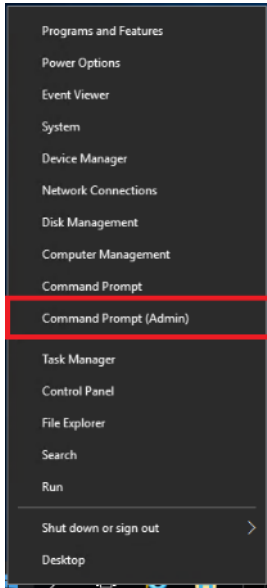 Programs and Features
Power Options
Event Viewer
System
Device Manager
Network Connections
Disk Management
Computer Management
Command Prompt
Command Prompt (Admin)
Task Manager
Control Panel
File Explorer
Search
Run
Shut down or sign out
Desktop